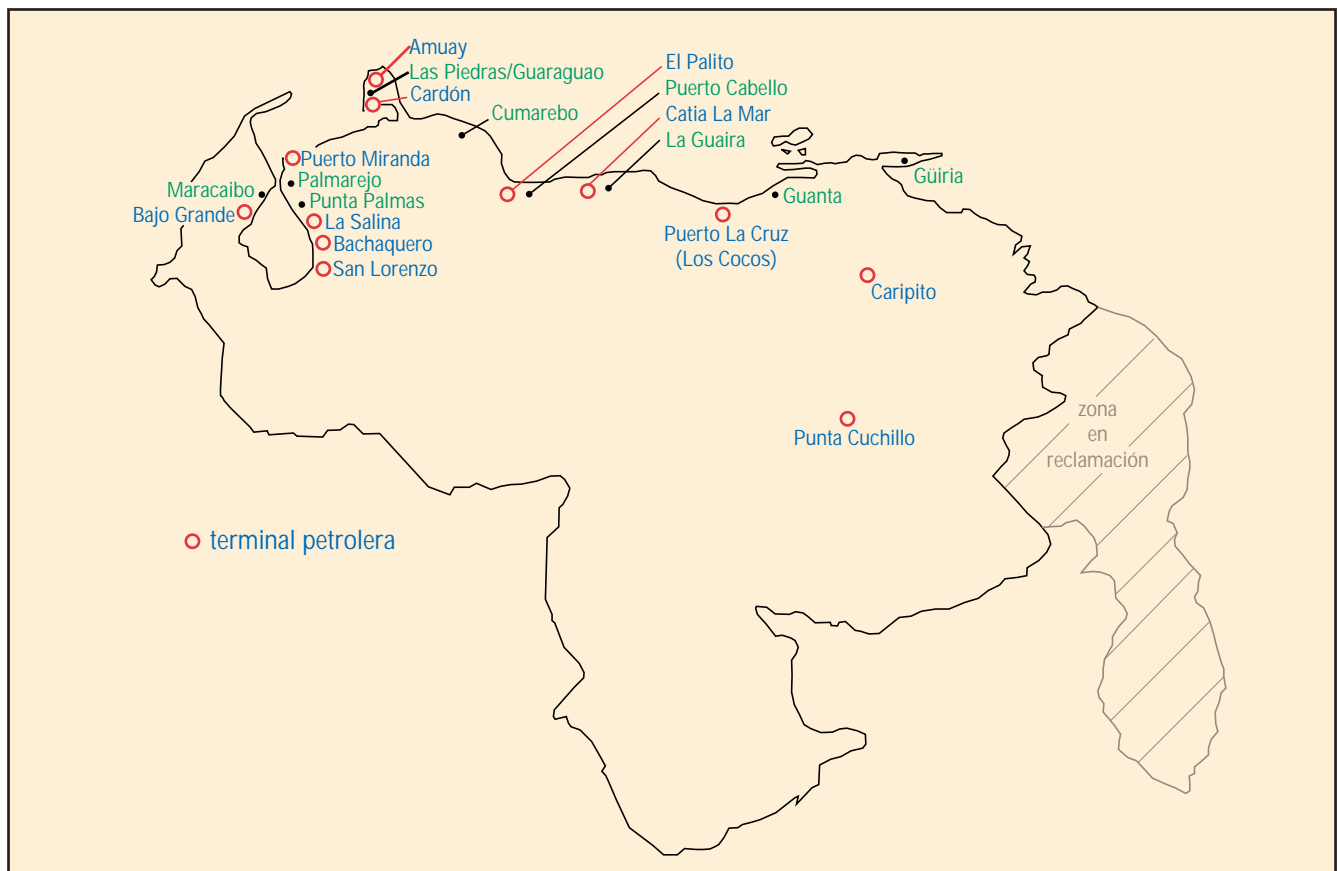 Amuay
Las Piedras/Guaraguao
Cardón
Cumarebo
El Palito
Puerto Cabello
Catia La Mar
La Guaira
Puerto Miranda
Palmarejo
Maracaibo
Punta Palmas
Bajo Grande
La Salina
Bachaquero
San Lorenzo
Güiria
Guanta
Puerto La Cruz
(Los Cocos)
Caripito
Punta Cuchillo
zona
en
reclamación
terminal petrolera